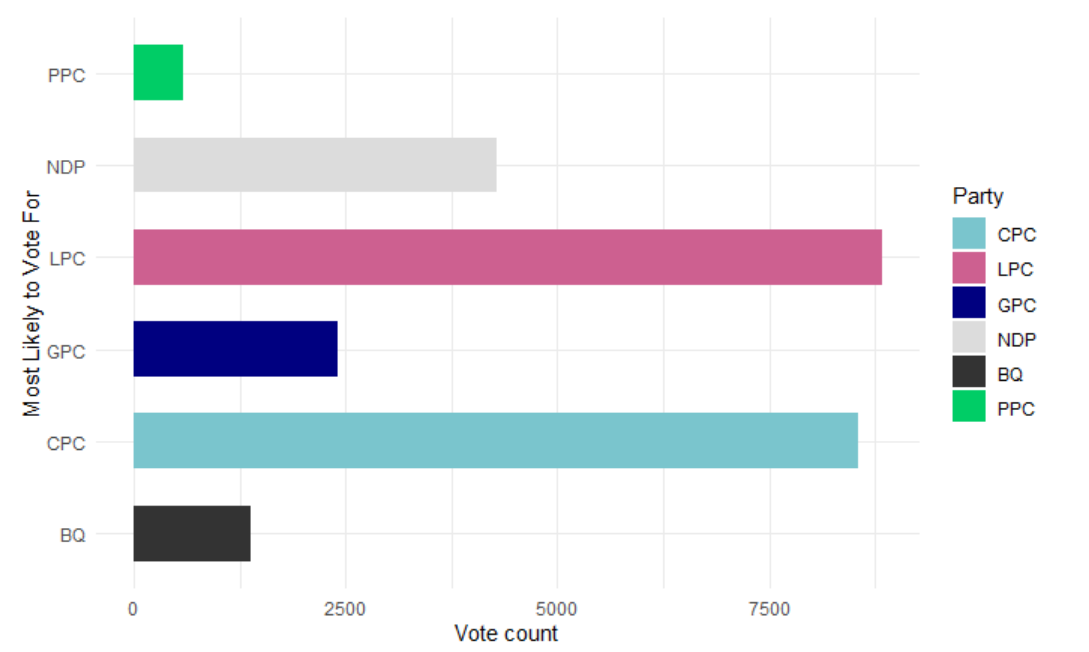 PPC
NDP
LPC
GPC
CPC
BQ
Most Likely to Vote For
0 2500 5000 7500
Vote count
Party
CPC
LPC
GPC
NDP
BQ
PPC